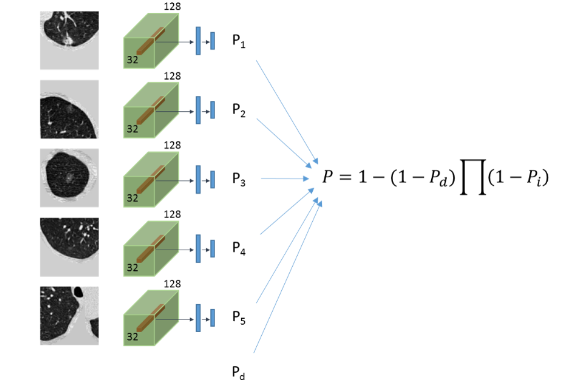 128
32
P1
128
32
P2
128
32
P3
P = 1 − (1 − Pd) ∏(1 − Pi)
128
32
P4
128
32
P5
Pd